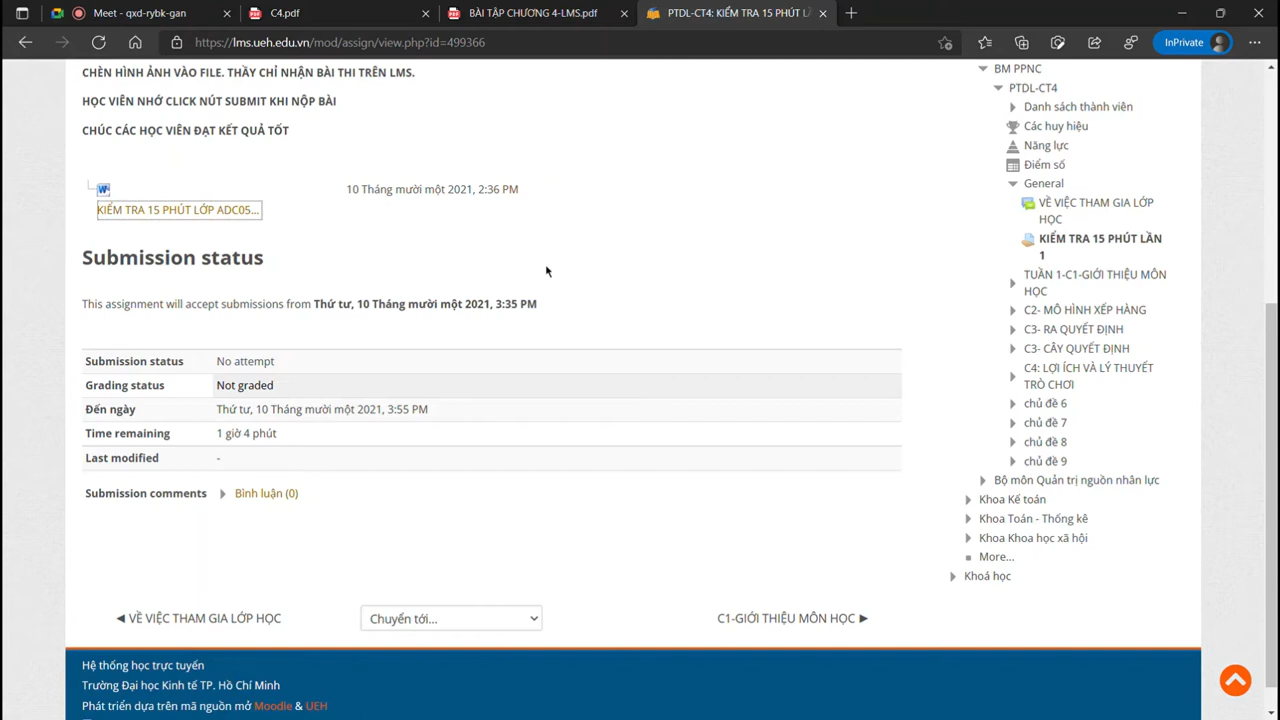 Meet - qxd-rybk-gan
C4.pdf
BÀI TẬP CHƯƠNG 4-LMS.pdf
PTDL-CT4: KIỂM TRA 15 PHÚT L
https://lms.ueh.edu.vn/mod/assign/view.php?id=499366
InPrivate
CHÈN HÌNH ẢNH VÀO FILE. THẦY CHỈ NHẬN BÀI THI TRÊN LMS.
HỌC VIÊN NHỚ CLICK NÚT SUBMIT KHI NỘP BÀI
CHÚC CÁC HỌC VIÊN ĐẠT KẾT QUẢ TỐT
10 Tháng mười một 2021, 2:36 PM
KIỂM TRA 15 PHÚT LỚP ADC05...
Submission status
This assignment will accept submissions from Thứ tư, 10 Tháng mười một 2021, 3:35 PM
Submission status No attempt
Grading status Not graded
Đến ngày Thứ tư, 10 Tháng mười một 2021, 3:55 PM
Time remaining 1 giờ 4 phút
Last modified -
Submission comments Bình luận (0)
◄ VỀ VIỆC THAM GIA LỚP HỌC
Chuyển tới...
C1-GIỚI THIỆU MÔN HỌC ►
BM PPNC
PTDL-CT4
Danh sách thành viên
Các huy hiệu
Năng lực
Điểm số
General
VỀ VIỆC THAM GIA LỚP
HỌC
KIỂM TRA 15 PHÚT LẦN
1
TUẦN 1-C1-GIỚI THIỆU MÔN
HỌC
C2- MÔ HÌNH XẾP HÀNG
C3- RA QUYẾT ĐỊNH
C3- CÂY QUYẾT ĐỊNH
C4: LỢI ÍCH VÀ LÝ THUYẾT
TRÒ CHƠI
chủ đề 6
chủ đề 7
chủ đề 8
chủ đề 9
Bộ môn Quản trị nguồn nhân lực
Khoa Kế toán
Khoa Toán - Thống kê
Khoa Khoa học xã hội
More...
Khoá học
Hệ thống học trực tuyến
Trường Đại học Kinh tế TP. Hồ Chí Minh
Phát triển dựa trên mã nguồn mở Moodle & UEH